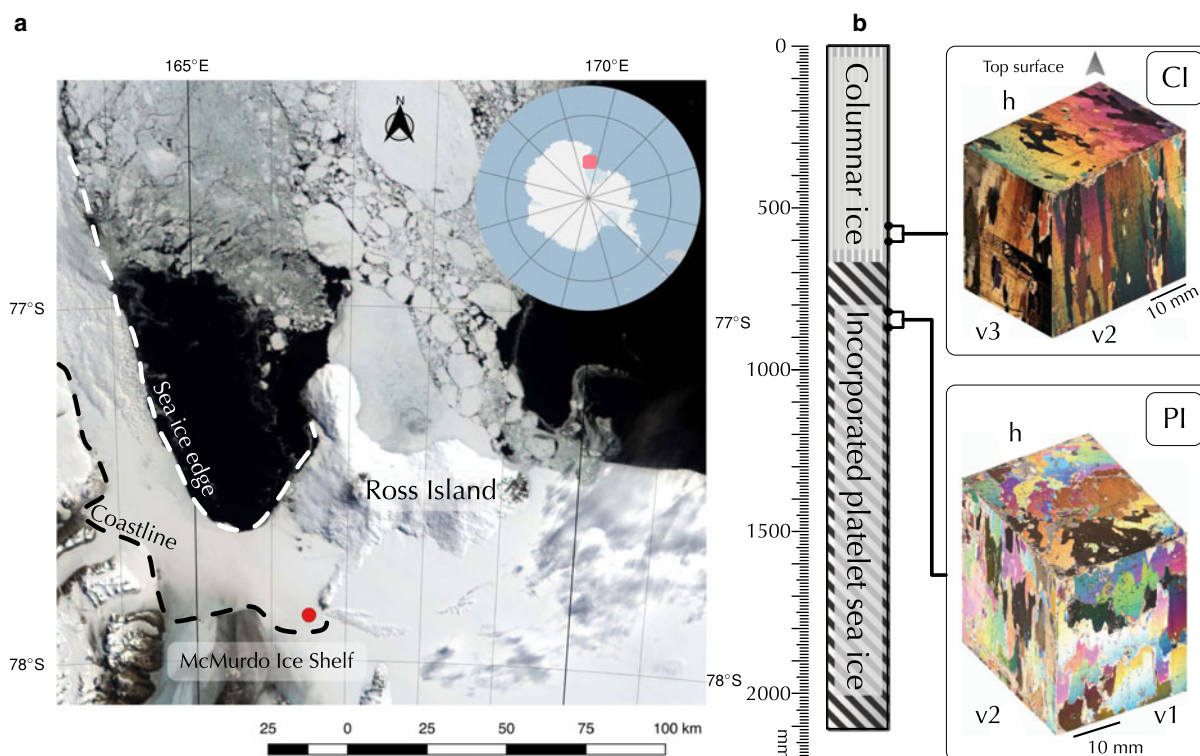 a
165°E
170°E
N
77°S
77°S
Sea ice edge
Ross Island
Coastline
McMurdo Ice Shelf
78°S
78°S
25 0 25 50 75 100 km
b
0
500
1000
1500
2000
mm
Columnar ice
Incorporated platelet sea ice
Top surface
CI
h
v3
v2
10 mm
PI
h
v2
v1
10 mm